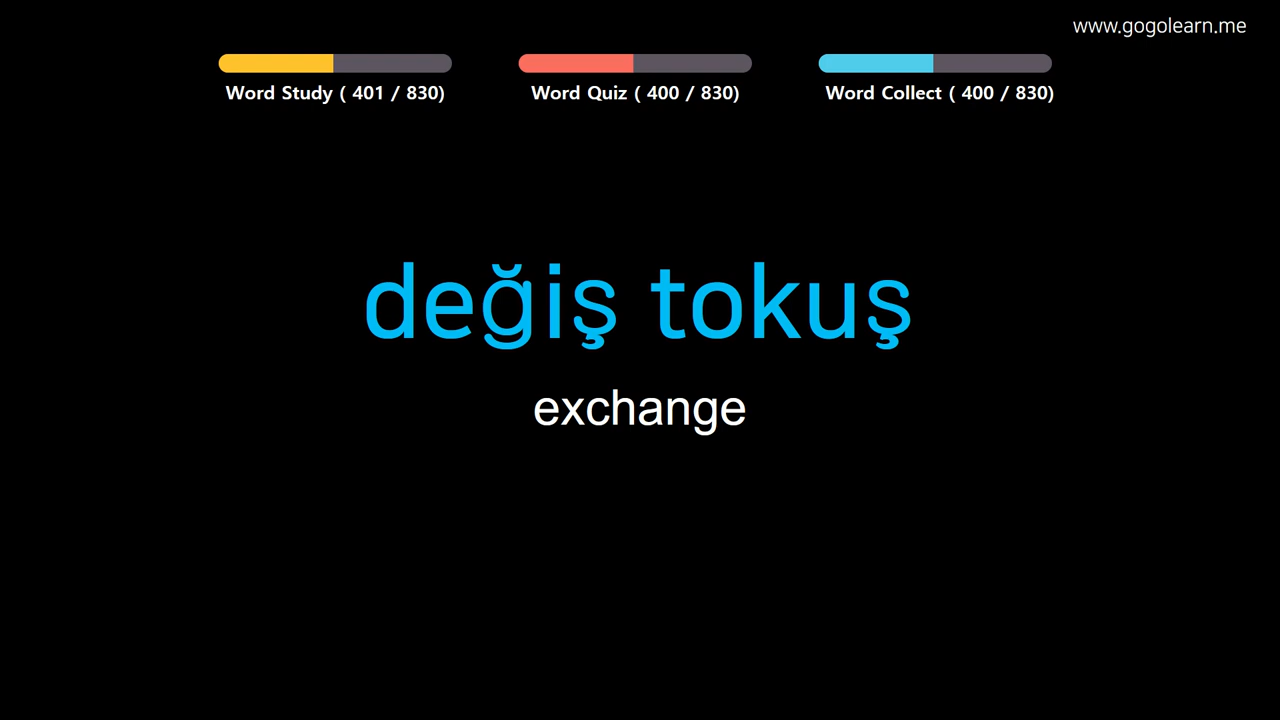 www.gogolearn.me
Word Study ( 401 / 830)
Word Quiz ( 400 / 830)
Word Collect ( 400 / 830)
değiş tokuş
exchange